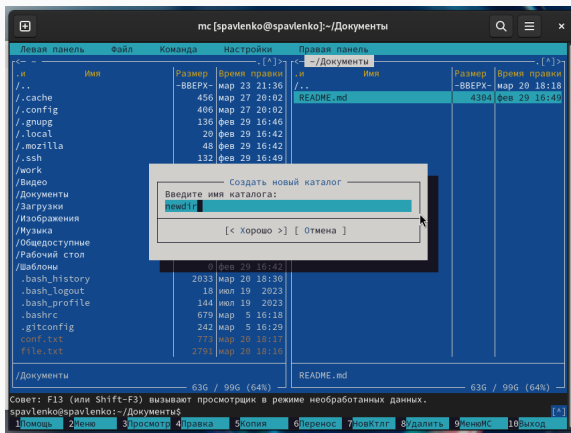 mc [spavlenko@spavlenko]:~/Документы
Левая панель Файл Команда Настройки Правая панель
<— ~ .[^]> <— ~/Документы .[^]>
.и Имя Размер Время правки .и Имя Размер Время правки
/.. -ВВЕРХ- мар 23 21:36 /.. -ВВЕРХ- мар 20 18:18
/.cache 456 мар 27 20:02 README.md 4304 фев 29 16:49
/.config 406 мар 27 20:02
/.gnupg 136 фев 29 16:46
/.local 20 фев 29 16:42
/.mozilla 48 фев 29 16:42
/.ssh 132 фев 29 16:49
/work
/Видео
/Документы
/Загрузки
/Изображения
/Музыка
/Общедоступные
/Рабочий стол
/Шаблоны 0 фев 29 16:42
.bash_history 2033 мар 20 18:30
.bash_logout 18 июл 19 2023
.bash_profile 144 июл 19 2023
.bashrc 679 мар 5 16:18
.gitconfig 242 мар 5 16:29
conf.txt 773 мар 20 18:17
file.txt 2791 мар 20 18:16
Создать новый каталог
Введите имя каталога:
newdir
[< Хорошо >] [ Отмена ]
/Документы README.md
63G / 99G (64%) 63G / 99G (64%)
Совет: F13 (или Shift-F3) вызывают просмотрщик в режиме необработанных данных.
spavlenko@spavlenko:~/Документы$ [^]
1Помощь 2Меню 3Просмотр 4Правка 5Копия 6Перенос 7НовКтлг 8Удалить 9МенюMC 10Выход